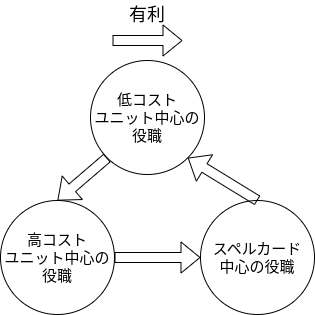 有利
低コスト
ユニット中心の
役職
高コスト
ユニット中心の
役職
スペルカード
中心の役職